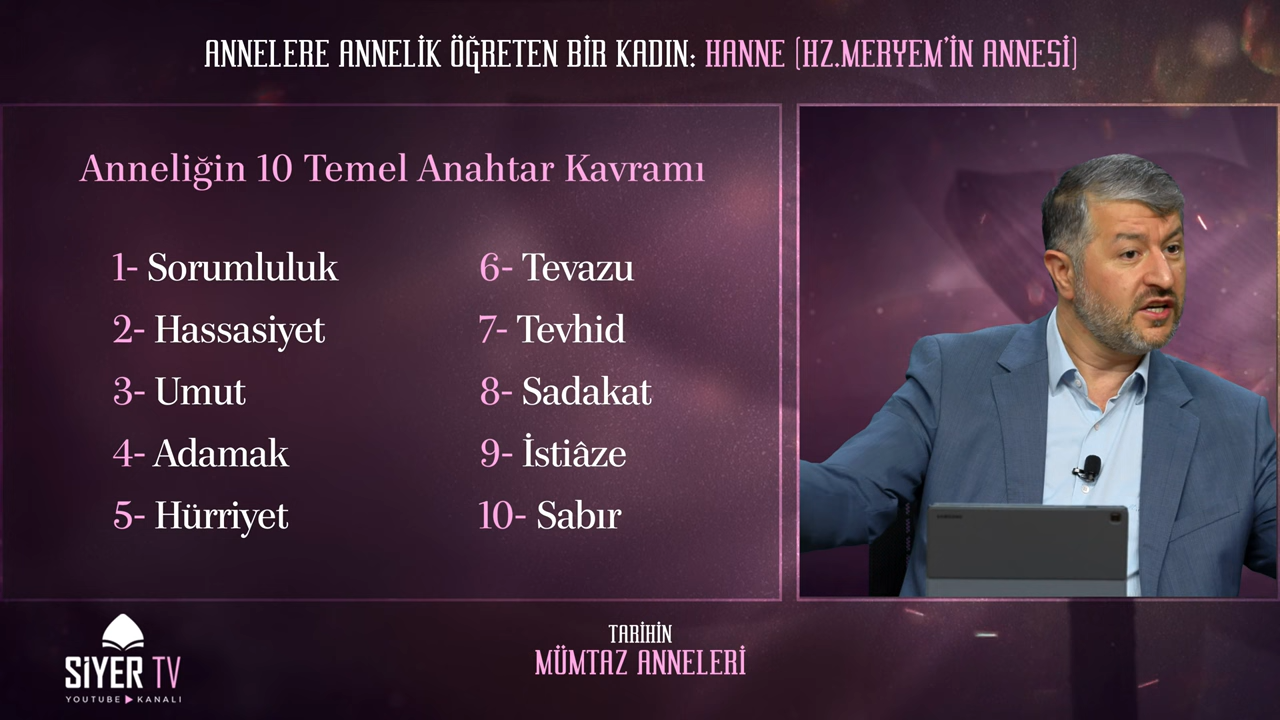 ANNELERE ANNELİK ÖĞRETEN BİR KADIN: HANNE (HZ.MERYEM'İN ANNESİ)
Anneliğin 10 Temel Anahtar Kavramı
1- Sorumluluk
2- Hassasiyet
3- Umut
4- Adamak
5- Hürriyet
6- Tevazu
7- Tevhid
8- Sadakat
9- İstiâze
10- Sabır
SAMSUNG
SİYER TV
YOUTUBE KANALI
TARİHİN
MÜMTAZ ANNELERİ